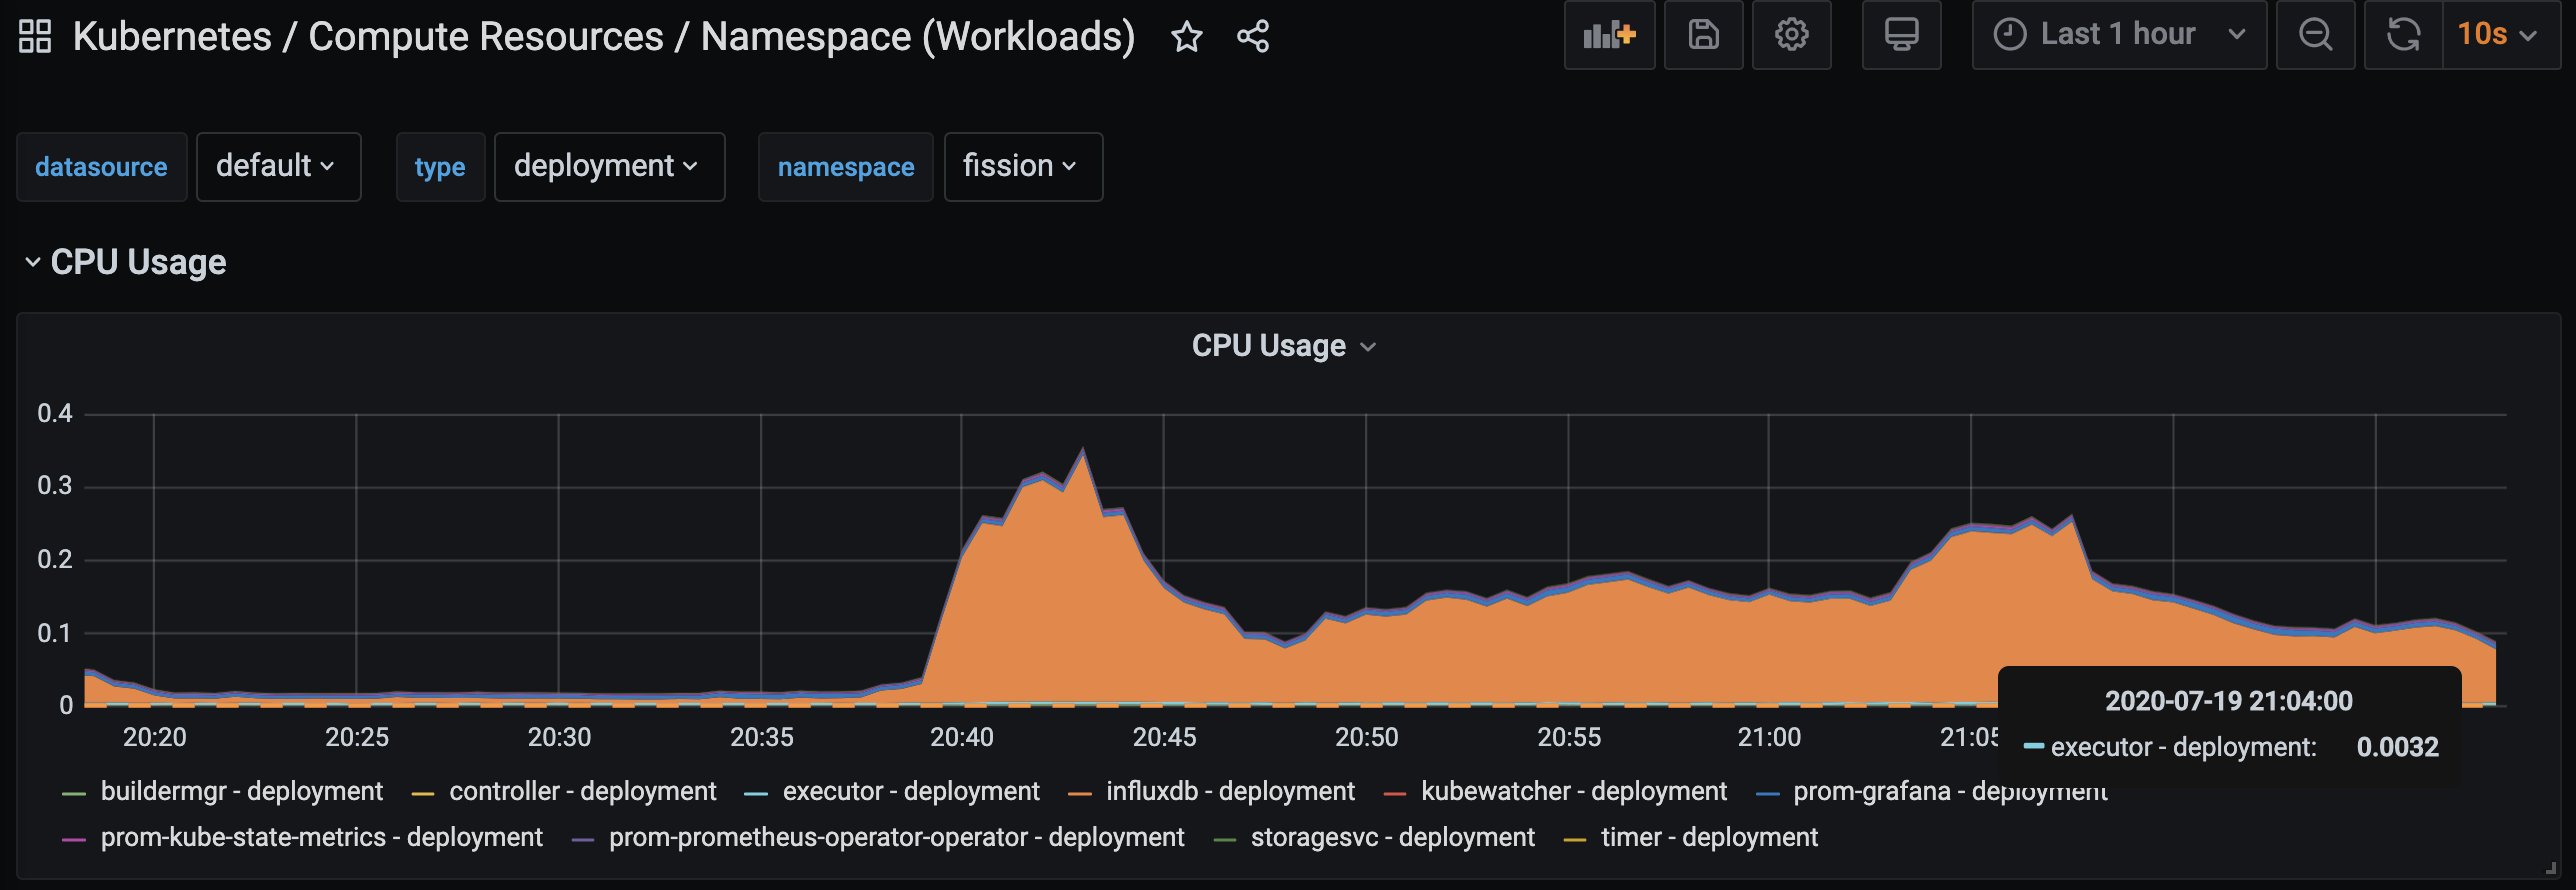 Kubernetes / Compute Resources / Namespace (Workloads)
Last 1 hour
10s
datasource default type deployment namespace fission
CPU Usage
CPU Usage
0.4
0.3
0.2
0.1
0
20:20 20:25 20:30 20:35 20:40 20:45 20:50 20:55 21:00 21:05
2020-07-19 21:04:00
executor - deployment: 0.0032
buildermgr - deployment controller - deployment executor - deployment influxdb - deployment kubewatcher - deployment prom-grafana - deployment
prom-kube-state-metrics - deployment prom-prometheus-operator-operator - deployment storagesvc - deployment timer - deployment